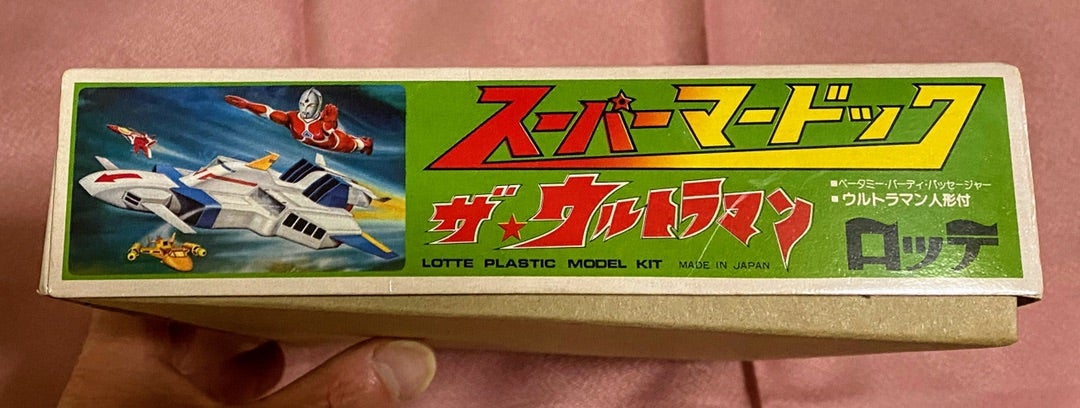 スーパーマードック
ザ★ウルトラマン
■ベータミー・バーディ・パッセージャー
■ウルトラマン人形付
LOTTE PLASTIC MODEL KIT MADE IN JAPAN
ロッテ